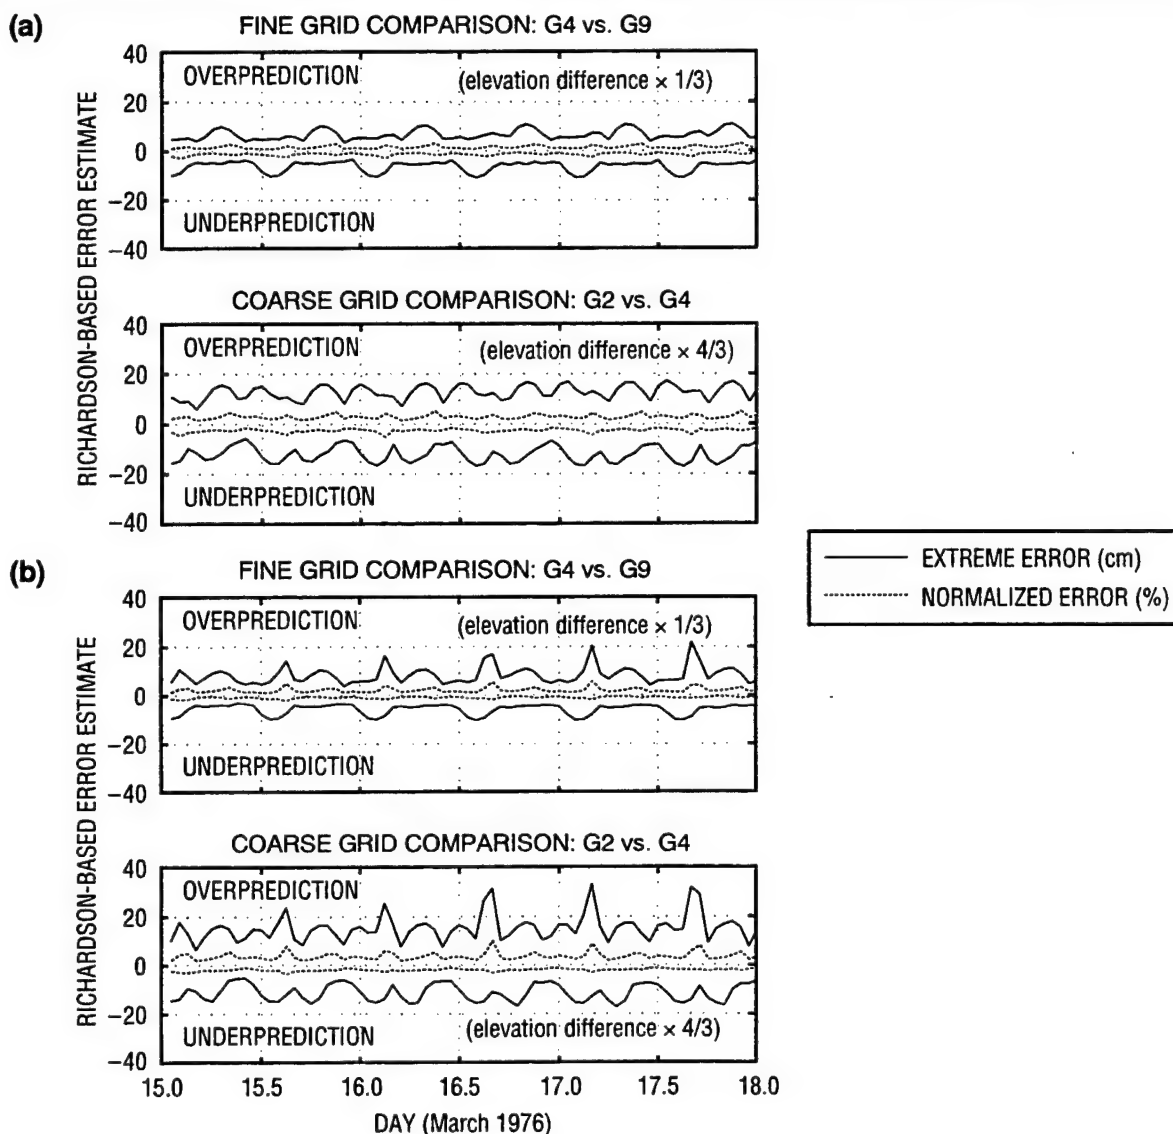 (a)
FINE GRID COMPARISON: G4 vs. G9
RICHARDSON-BASED ERROR ESTIMATE
40
20
0
−20
−40
OVERPREDICTION
(elevation difference × 1/3)
UNDERPREDICTION
COARSE GRID COMPARISON: G2 vs. G4
40
20
0
−20
−40
OVERPREDICTION
(elevation difference × 4/3)
UNDERPREDICTION
EXTREME ERROR (cm)
NORMALIZED ERROR (%)
(b)
FINE GRID COMPARISON: G4 vs. G9
RICHARDSON-BASED ERROR ESTIMATE
40
20
0
−20
−40
OVERPREDICTION
(elevation difference × 1/3)
UNDERPREDICTION
COARSE GRID COMPARISON: G2 vs. G4
40
20
0
−20
−40
OVERPREDICTION
UNDERPREDICTION
(elevation difference × 4/3)
15.0 15.5 16.0 16.5 17.0 17.5 18.0
DAY (March 1976)